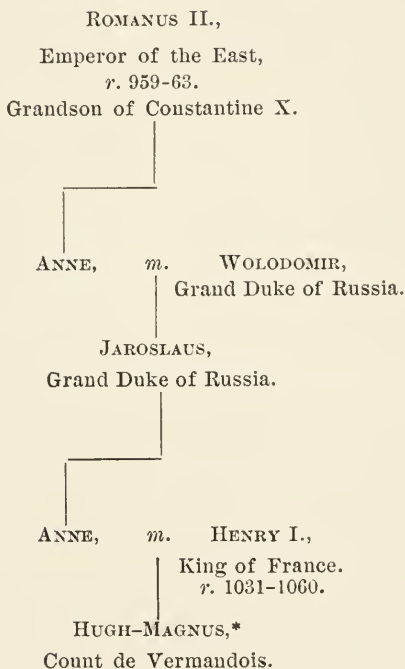 ROMANUS II.,
Emperor of the East,
r. 959-63.
Grandson of Constantine X.
ANNE, m. WOLODOMIR,
Grand Duke of Russia.
JAROSLAUS,
Grand Duke of Russia.
ANNE, m. HENRY I.,
King of France.
r. 1031-1060.
HUGH-MAGNUS,*
Count de Vermandois.